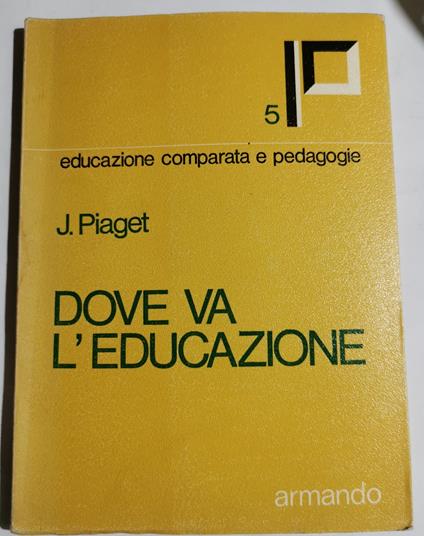 5
educazione comparata e pedagogie
J. Piaget
DOVE VA
L'EDUCAZIONE
armando